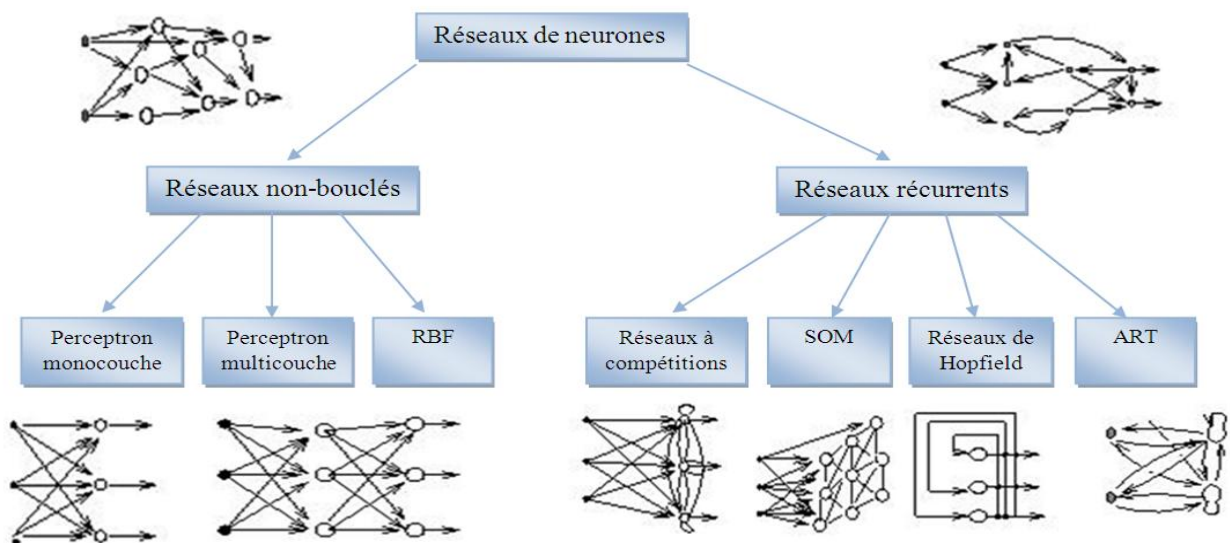 Réseaux de neurones
Réseaux non-bouclés
Réseaux récurrents
Perceptron
monocouche
Perceptron
multicouche
RBF
Réseaux à
compétitions
SOM
Réseaux de
Hopfield
ART